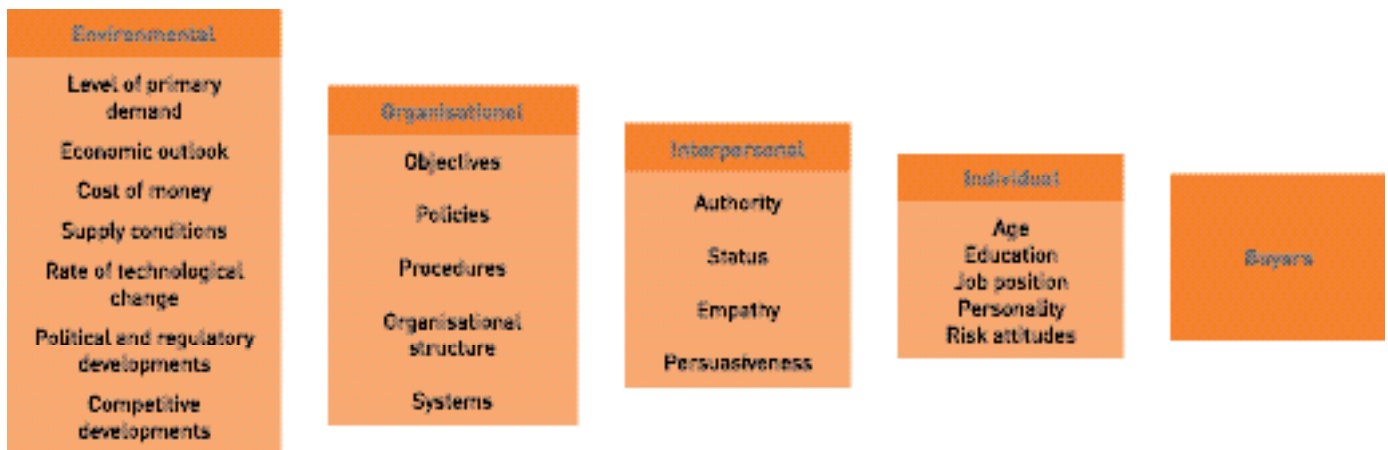 Environmental
Level of primary
demand
Economic outlook
Cost of money
Supply conditions
Rate of technological
change
Political and regulatory
developments
Competitive
developments
Organisational
Objectives
Policies
Procedures
Organisational
structure
Systems
Interpersonal
Authority
Status
Empathy
Persuasiveness
Individual
Age
Education
Job position
Personality
Risk attitudes
Buyers